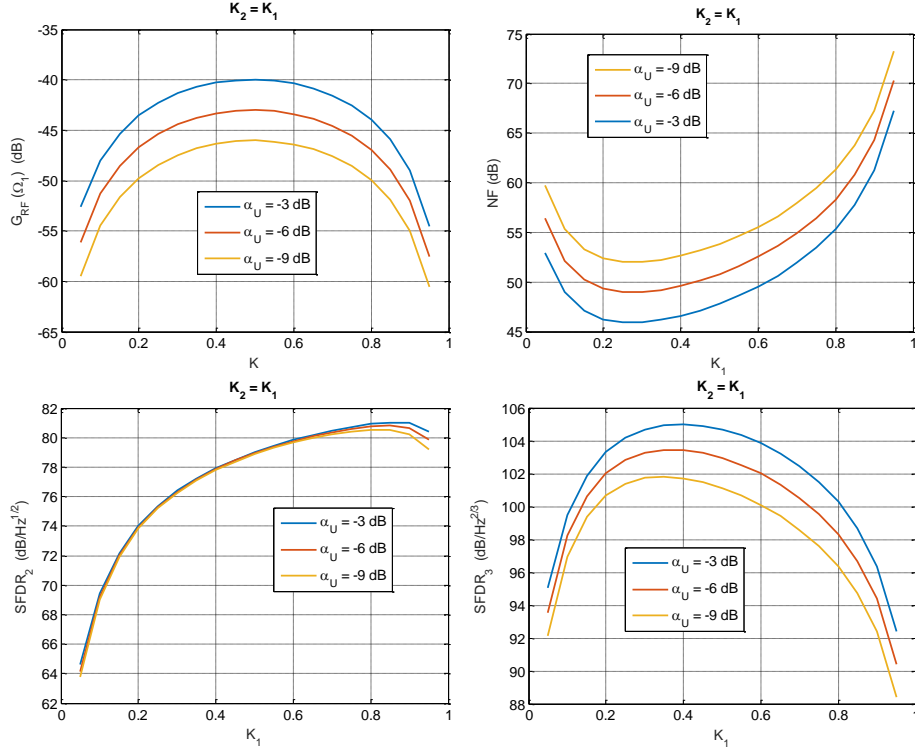 K2 = K1
GRF (Ω1) (dB)
-40
-45
-50
-55
-60
-65
-35
αU = -3 dB
αU = -6 dB
αU = -9 dB
0 0.2 0.4 0.6 0.8 1
K
K2 = K1
NF (dB)
75
70
65
60
55
50
45
αU = -9 dB
αU = -6 dB
αU = -3 dB
0 0.2 0.4 0.6 0.8 1
K1
K2 = K1
SFDR2 (dB/Hz1/2)
82
80
78
76
74
72
70
68
66
64
62
αU = -3 dB
αU = -6 dB
αU = -9 dB
0 0.2 0.4 0.6 0.8 1
K1
K2 = K1
SFDR3 (dB/Hz2/3)
106
104
102
100
98
96
94
92
90
88
αU = -3 dB
αU = -6 dB
αU = -9 dB
0 0.2 0.4 0.6 0.8 1
K1